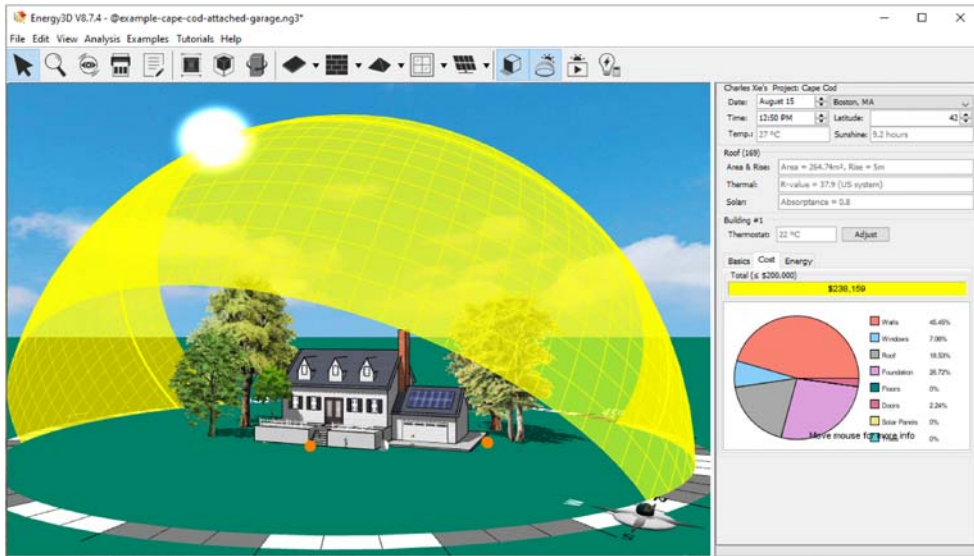 Energy3D V8.7.4 - @example-cape-cod-attached-garage.ng3*
File Edit View Analysis Examples Tutorials Help
Charles Xie's Project: Cape Cod
Date: August 15 Boston, MA
Time: 12:50 PM Latitude: 42
Temp.: 27 ºC Sunshine: 9.2 hours
Roof (169)
Area & Rise: Area = 264.74m², Rise = 5m
Thermal: R-value = 37.9 (US system)
Solar: Absorptance = 0.8
Building #1
Thermostat: 22 ºC Adjust
Basics Cost Energy
Total (≤ $200,000)
$238,159
Walls 45.45%
Windows 7.06%
Roof 18.53%
Foundation 26.72%
Floors 0%
Doors 2.24%
Solar Panels 0%
Move mouse for more info
0%